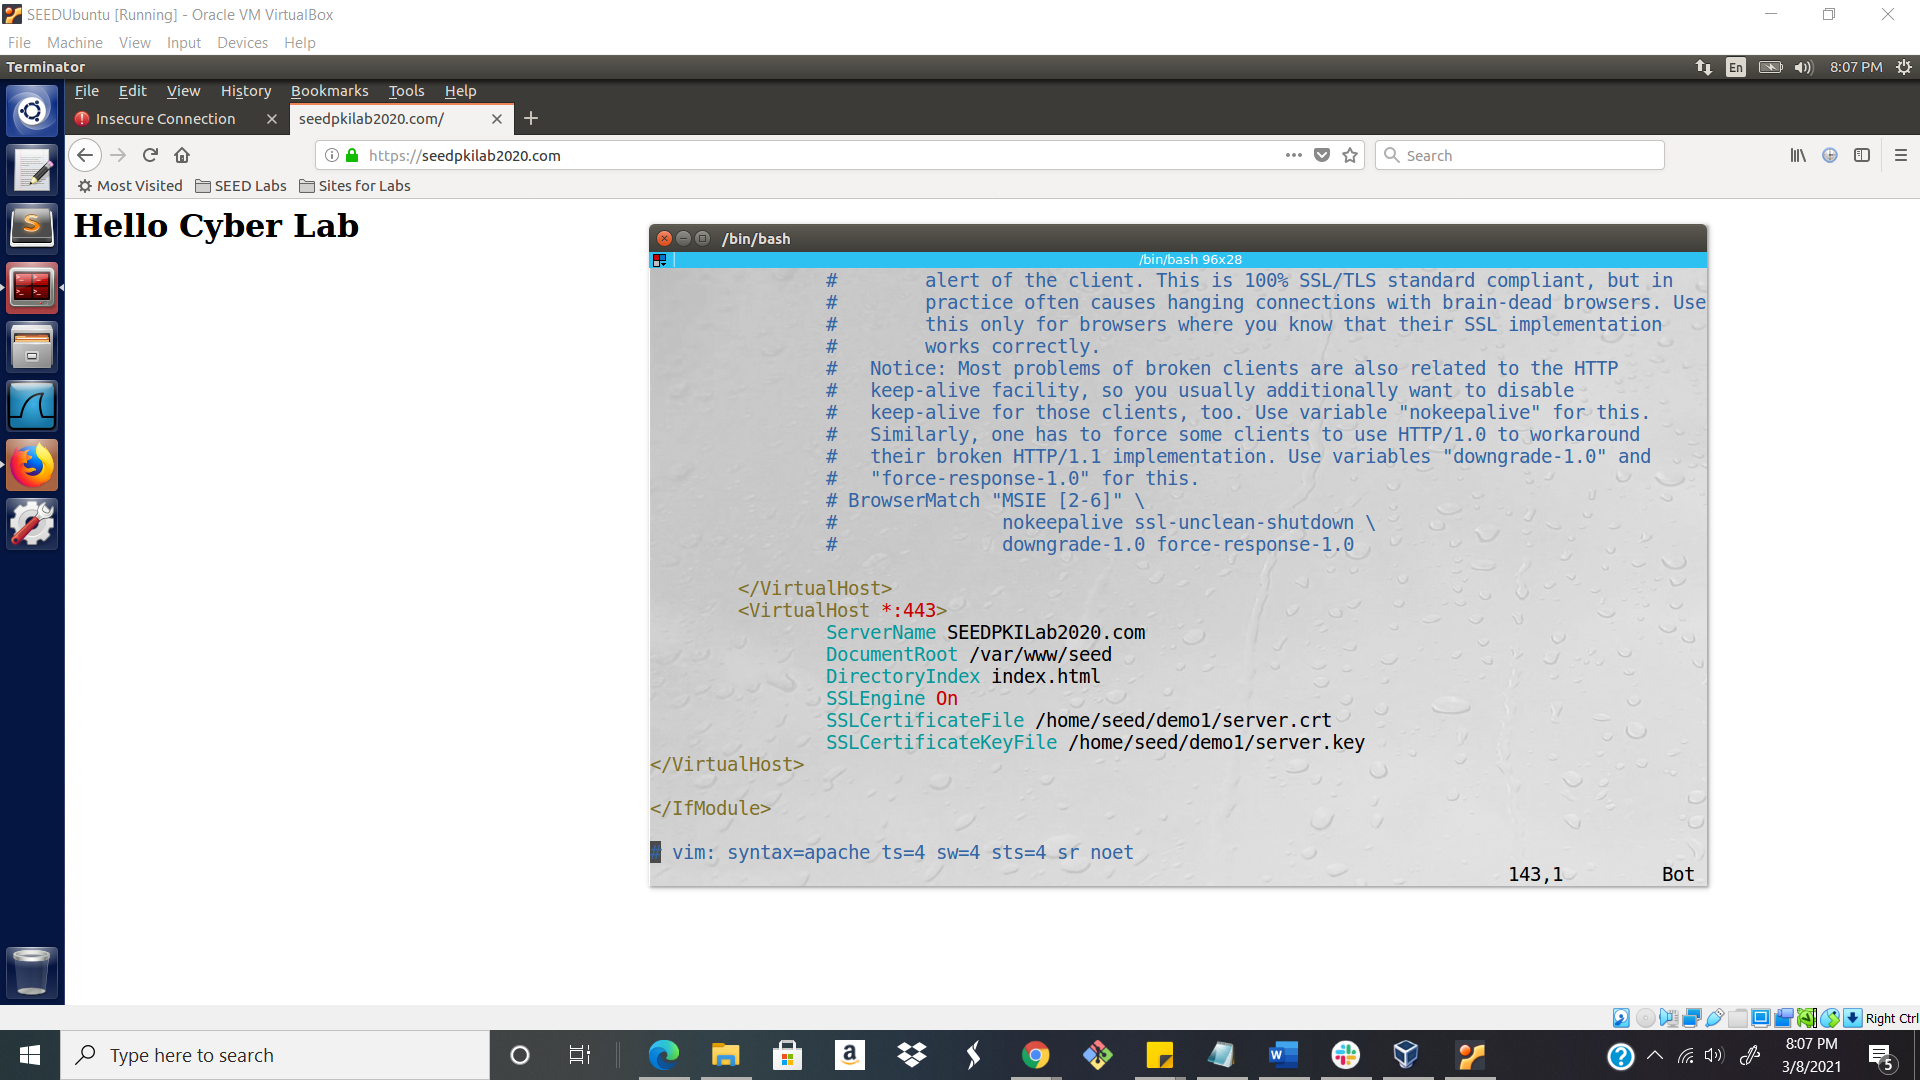 SEEDUbuntu [Running] - Oracle VM VirtualBox
File Machine View Input Devices Help
Terminator
En
8:07 PM
File Edit View History Bookmarks Tools Help
Insecure Connection
seedpkilab2020.com/
https://seedpkilab2020.com
Search
Most Visited SEED Labs Sites for Labs
Hello Cyber Lab
/bin/bash
/bin/bash 96x28
# alert of the client. This is 100% SSL/TLS standard compliant, but in
# practice often causes hanging connections with brain-dead browsers. Use
# this only for browsers where you know that their SSL implementation
# works correctly.
# Notice: Most problems of broken clients are also related to the HTTP
# keep-alive facility, so you usually additionally want to disable
# keep-alive for those clients, too. Use variable "nokeepalive" for this.
# Similarly, one has to force some clients to use HTTP/1.0 to workaround
# their broken HTTP/1.1 implementation. Use variables "downgrade-1.0" and
# "force-response-1.0" for this.
# BrowserMatch "MSIE [2-6]" \
# nokeepalive ssl-unclean-shutdown \
# downgrade-1.0 force-response-1.0
</VirtualHost>
<VirtualHost *:443>
ServerName SEEDPKILab2020.com
DocumentRoot /var/www/seed
DirectoryIndex index.html
SSLEngine On
SSLCertificateFile /home/seed/demo1/server.crt
SSLCertificateKeyFile /home/seed/demo1/server.key
</VirtualHost>
</IfModule>
# vim: syntax=apache ts=4 sw=4 sts=4 sr noet
143,1 Bot
Right Ctrl
Type here to search
8:07 PM
3/8/2021
5